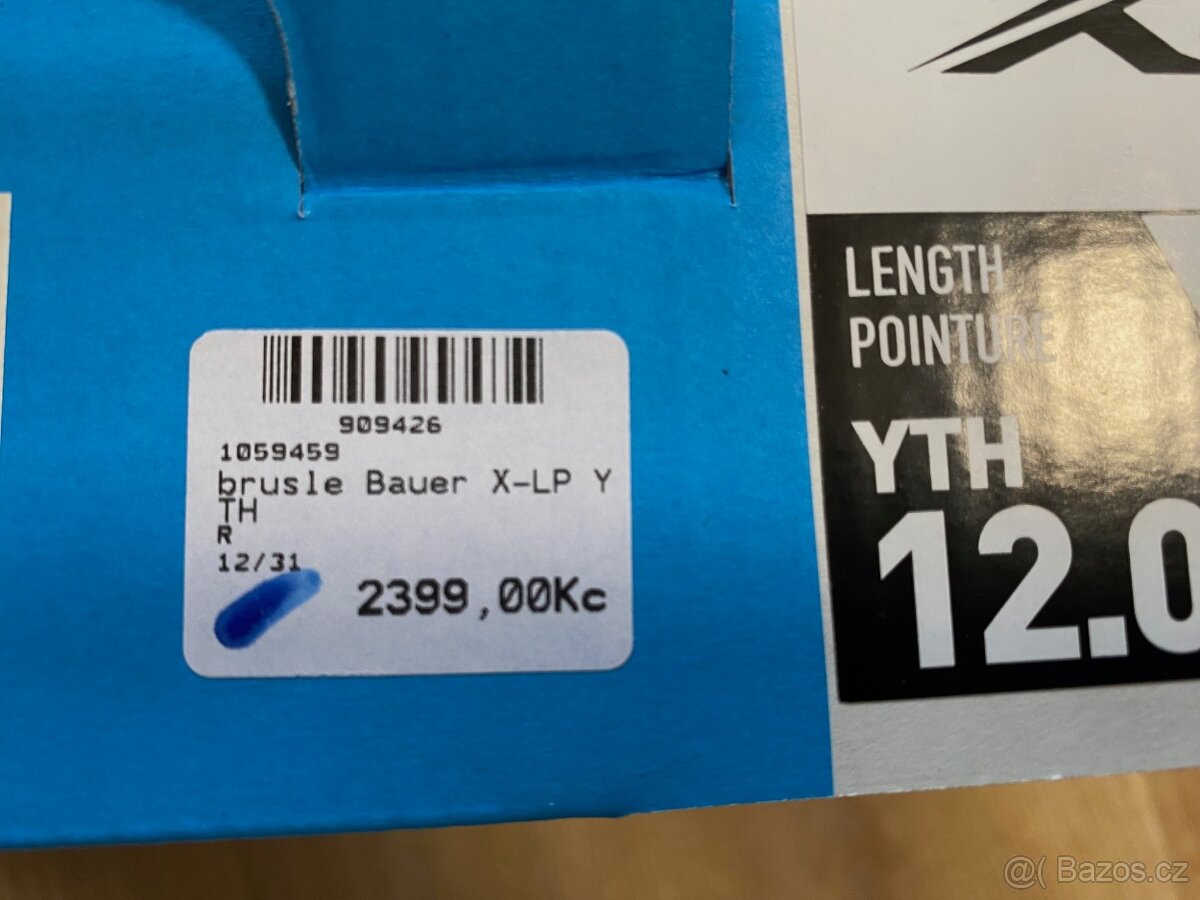 909426
1059459
brusle Bauer X-LP Y
TH
R
12/31
2399,00Kc
LENGTH
POINTURE
YTH
12.0
@( Bazos.cz